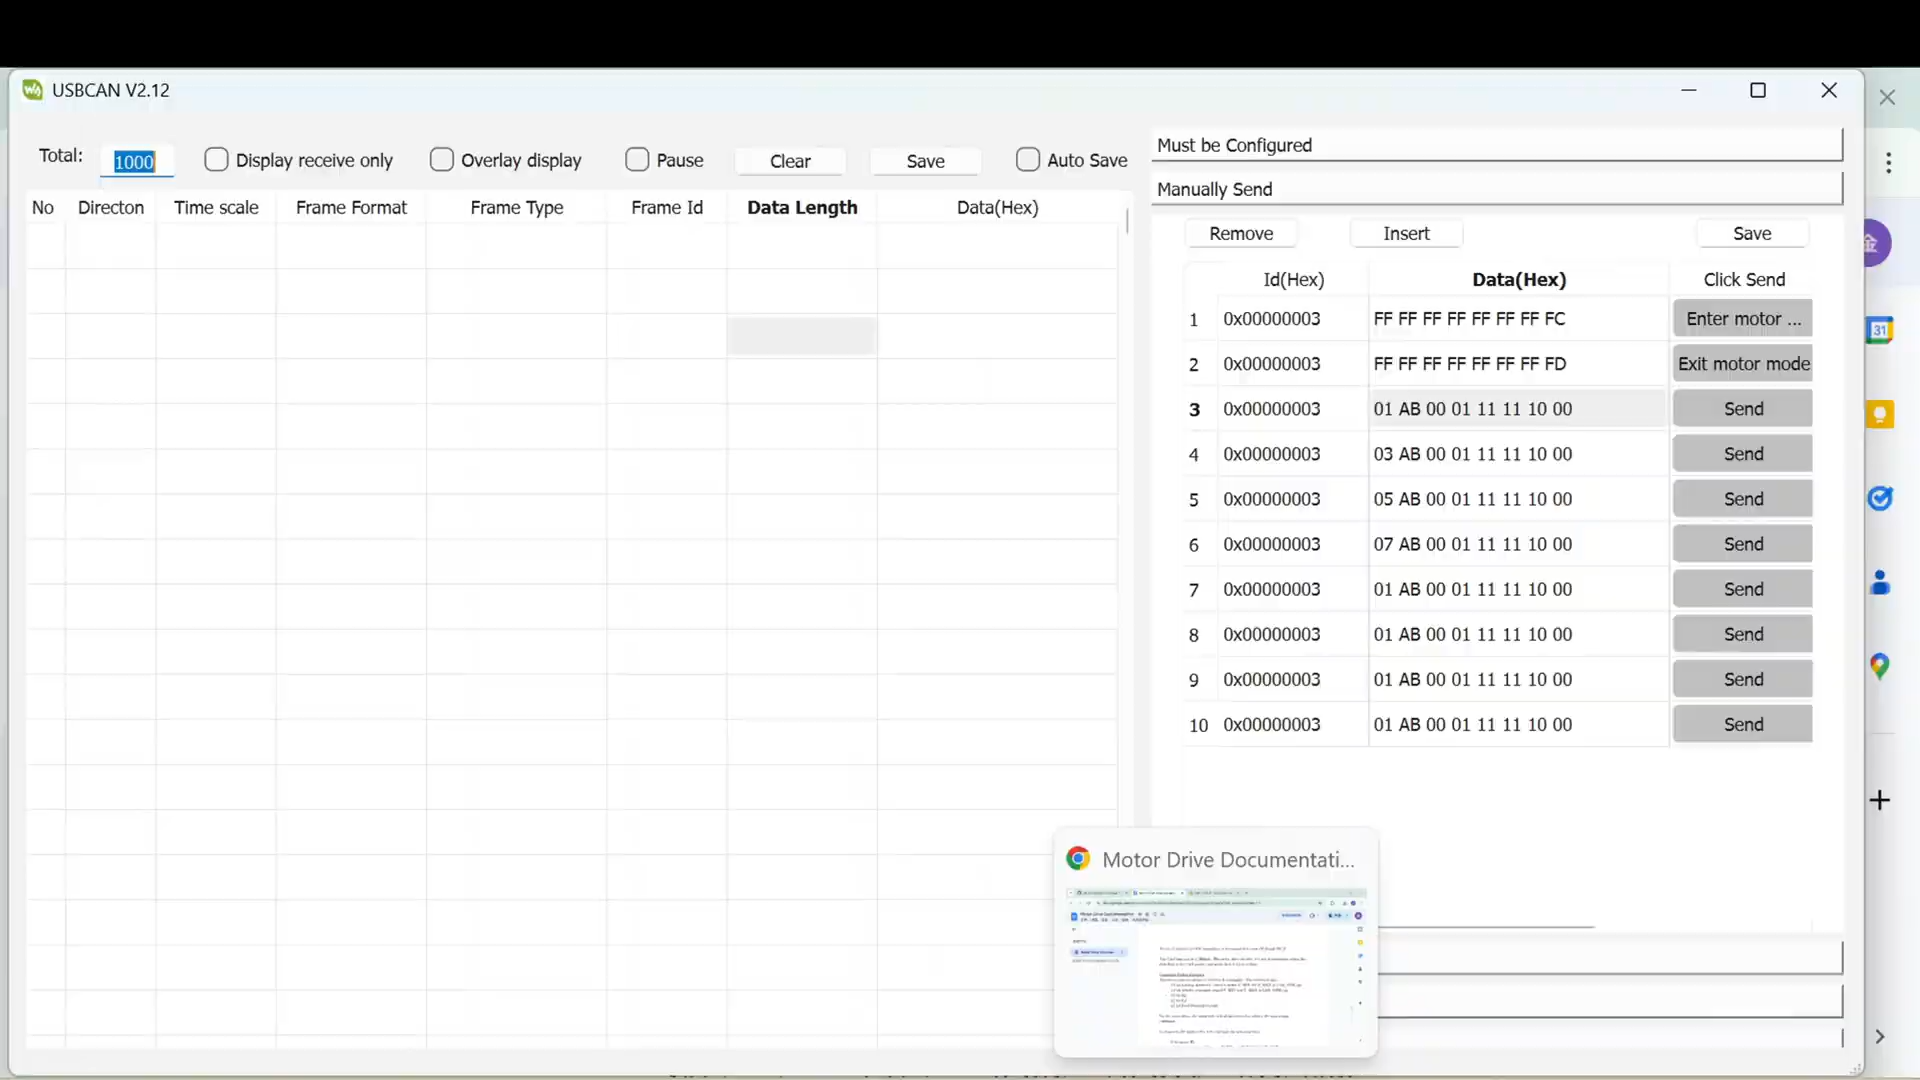 USBCAN V2.12
Total: 1000 Display receive only Overlay display Pause Clear Save Auto Save
No Directon Time scale Frame Format Frame Type Frame Id Data Length Data(Hex)
Must be Configured
Manually Send
Remove Insert Save
Id(Hex) Data(Hex) Click Send
1 0x00000003 FF FF FF FF FF FF FF FC Enter motor ...
2 0x00000003 FF FF FF FF FF FF FF FD Exit motor mode
3 0x00000003 01 AB 00 01 11 11 10 00 Send
4 0x00000003 03 AB 00 01 11 11 10 00 Send
5 0x00000003 05 AB 00 01 11 11 10 00 Send
6 0x00000003 07 AB 00 01 11 11 10 00 Send
7 0x00000003 01 AB 00 01 11 11 10 00 Send
8 0x00000003 01 AB 00 01 11 11 10 00 Send
9 0x00000003 01 AB 00 01 11 11 10 00 Send
10 0x00000003 01 AB 00 01 11 11 10 00 Send
Motor Drive Documentati...
金
31